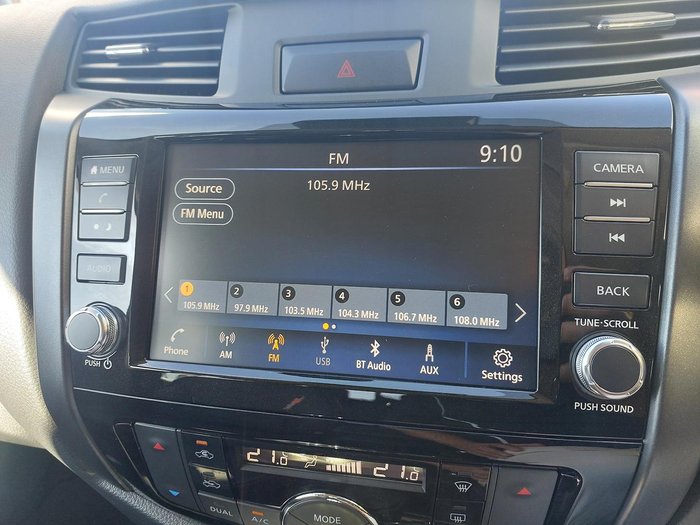 FM
9:10
Source
105.9 MHz
FM Menu
1 2 3 4 5 6
105.9 MHz 97.9 MHz 103.5 MHz 104.3 MHz 106.7 MHz 108.0 MHz
Phone AM FM USB BT Audio AUX Settings
MENU
AUDIO
PUSH
CAMERA
BACK
TUNE·SCROLL
PUSH SOUND
21.0 21.0
DUAL A/C MODE